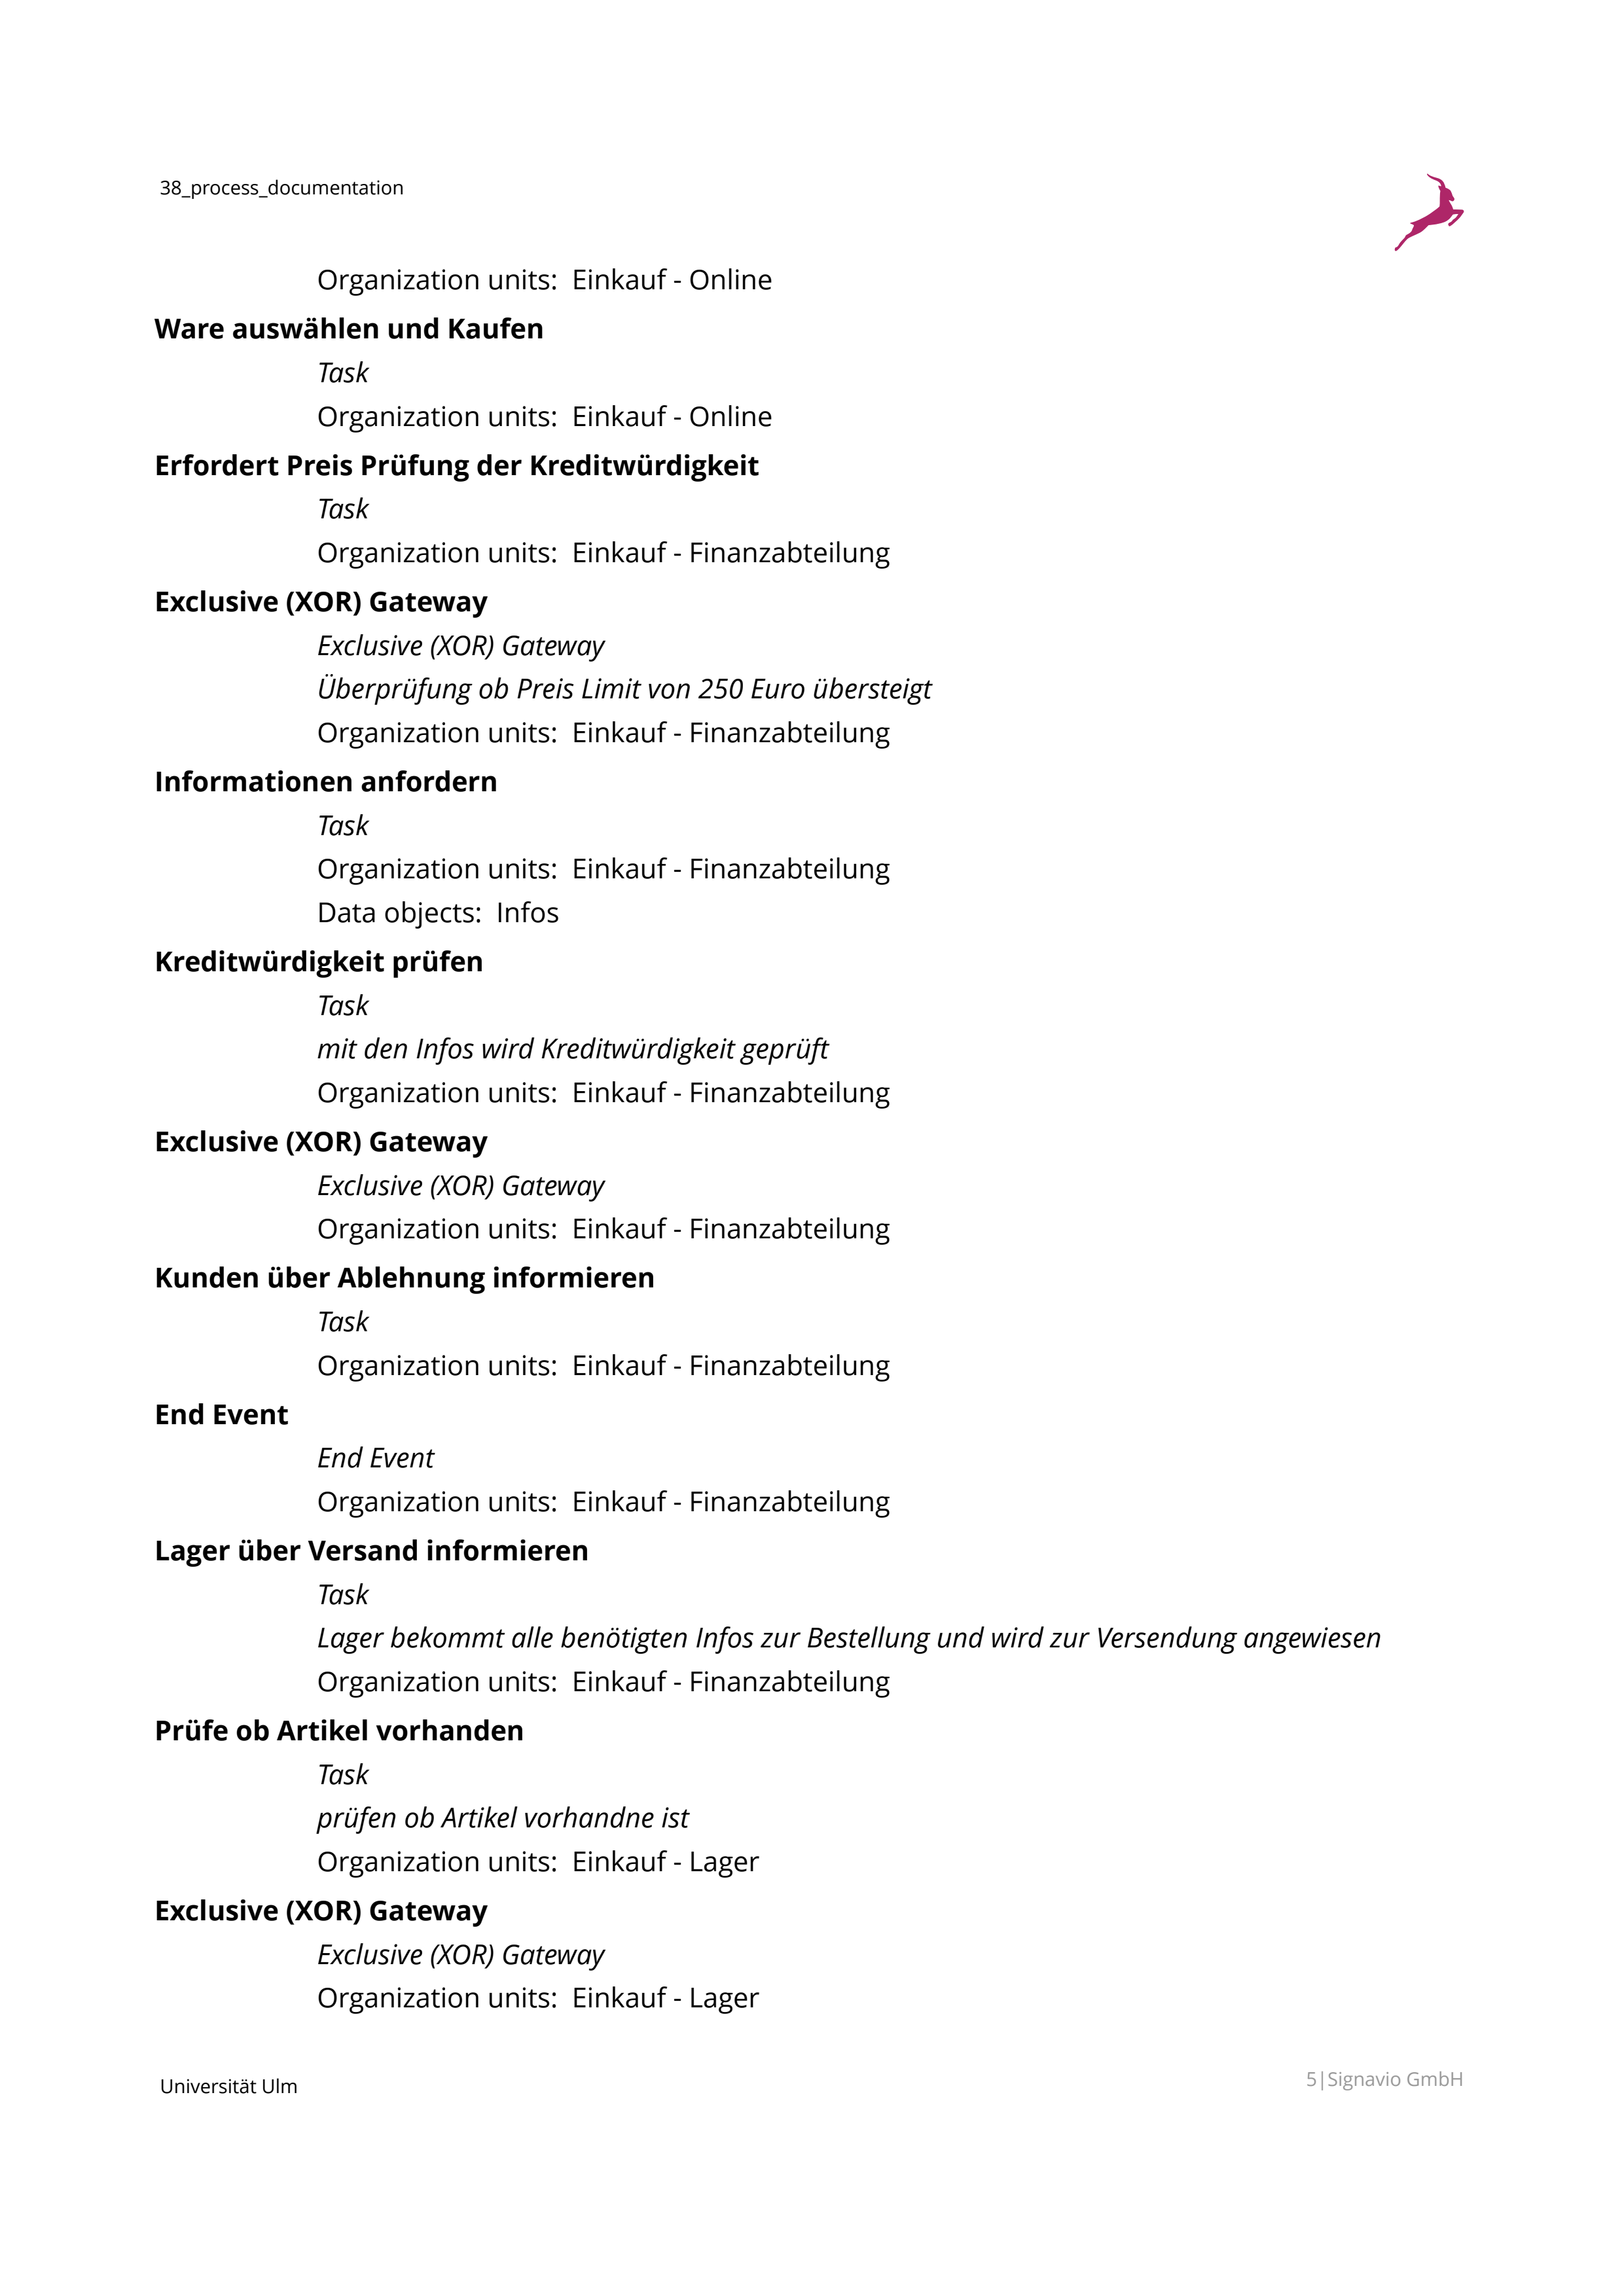 38_process_documentation
Organization units:  Einkauf - Online
Ware auswählen und Kaufen
Task
Organization units:  Einkauf - Online
Erfordert Preis Prüfung der Kreditwürdigkeit
Task
Organization units:  Einkauf - Finanzabteilung
Exclusive (XOR) Gateway
Exclusive (XOR) Gateway
Überprüfung ob Preis Limit von 250 Euro übersteigt
Organization units:  Einkauf - Finanzabteilung
Informationen anfordern
Task
Organization units:  Einkauf - Finanzabteilung
Data objects:  Infos
Kreditwürdigkeit prüfen
Task
mit den Infos wird Kreditwürdigkeit geprüft
Organization units:  Einkauf - Finanzabteilung
Exclusive (XOR) Gateway
Exclusive (XOR) Gateway
Organization units:  Einkauf - Finanzabteilung
Kunden über Ablehnung informieren
Task
Organization units:  Einkauf - Finanzabteilung
End Event
End Event
Organization units:  Einkauf - Finanzabteilung
Lager über Versand informieren
Task
Lager bekommt alle benötigten Infos zur Bestellung und wird zur Versendung angewiesen
Organization units:  Einkauf - Finanzabteilung
Prüfe ob Artikel vorhanden
Task
prüfen ob Artikel vorhandne ist
Organization units:  Einkauf - Lager
Exclusive (XOR) Gateway
Exclusive (XOR) Gateway
Organization units:  Einkauf - Lager
Universität Ulm
5|Signavio GmbH